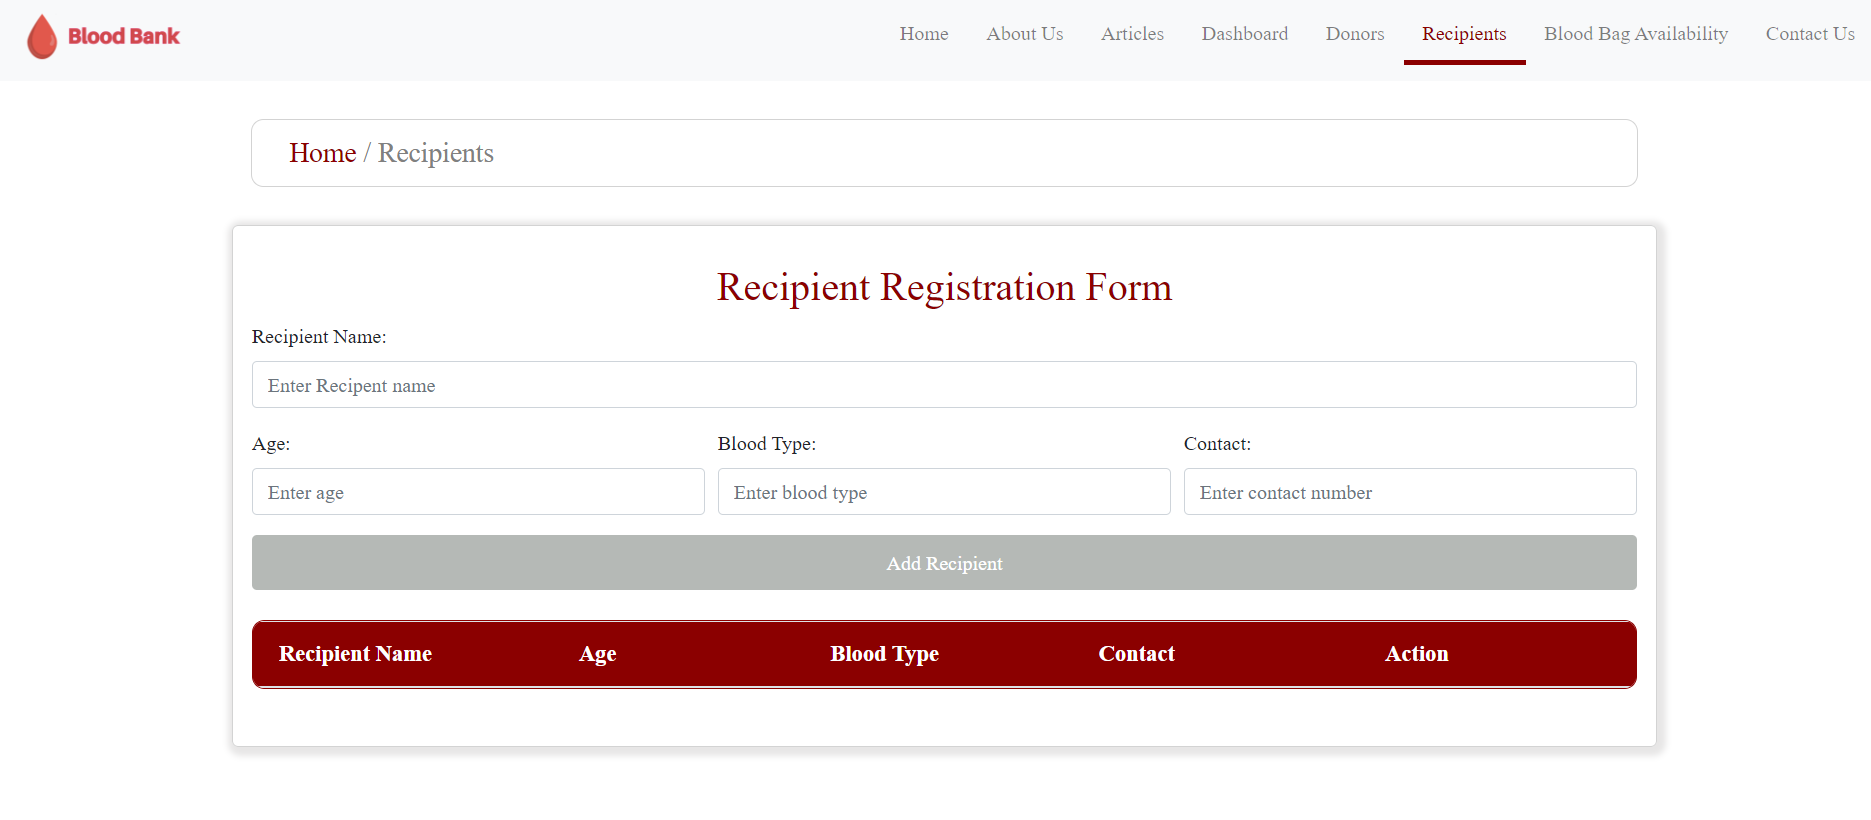 Blood Bank
Home About Us Articles Dashboard Donors Recipients Blood Bag Availability Contact Us
Home / Recipients
Recipient Registration Form
Recipient Name:
Enter Recipent name
Age: Blood Type: Contact:
Enter age Enter blood type Enter contact number
Add Recipient
Recipient Name Age Blood Type Contact Action